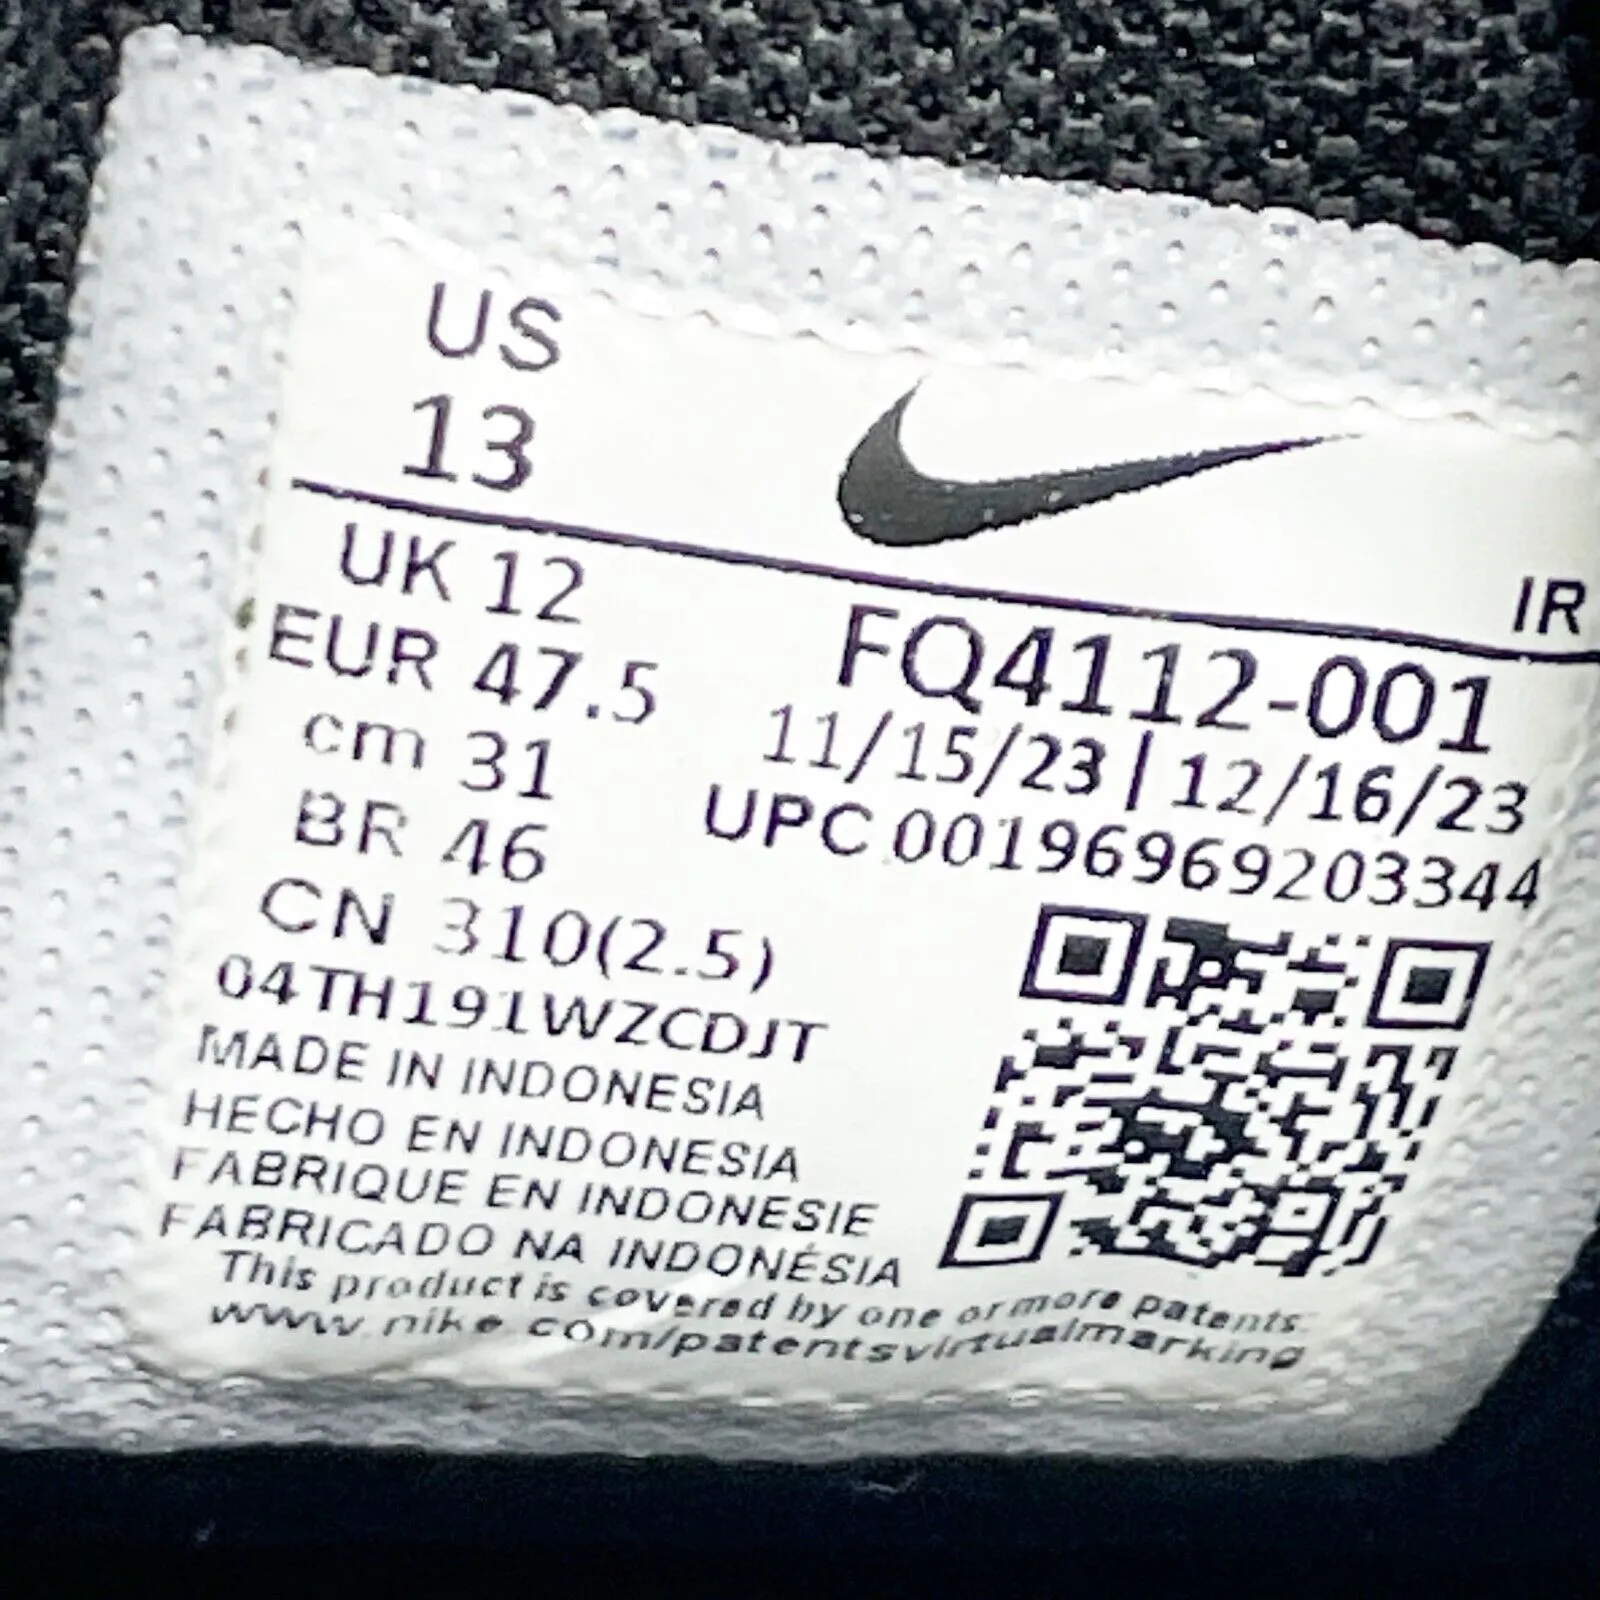 US
13
UK 12
EUR 47.5
cm 31
BR 46
CN 310(2.5)
04TH191WZCDJT
MADE IN INDONESIA
HECHO EN INDONESIA
FABRIQUE EN INDONESIE
FABRICADO NA INDONÉSIA
This product is covered by one or more patents.
www.nike.com/patentsvirtualmarking
IR
FQ4112-001
11/15/23 | 12/16/23
UPC 00196969203344